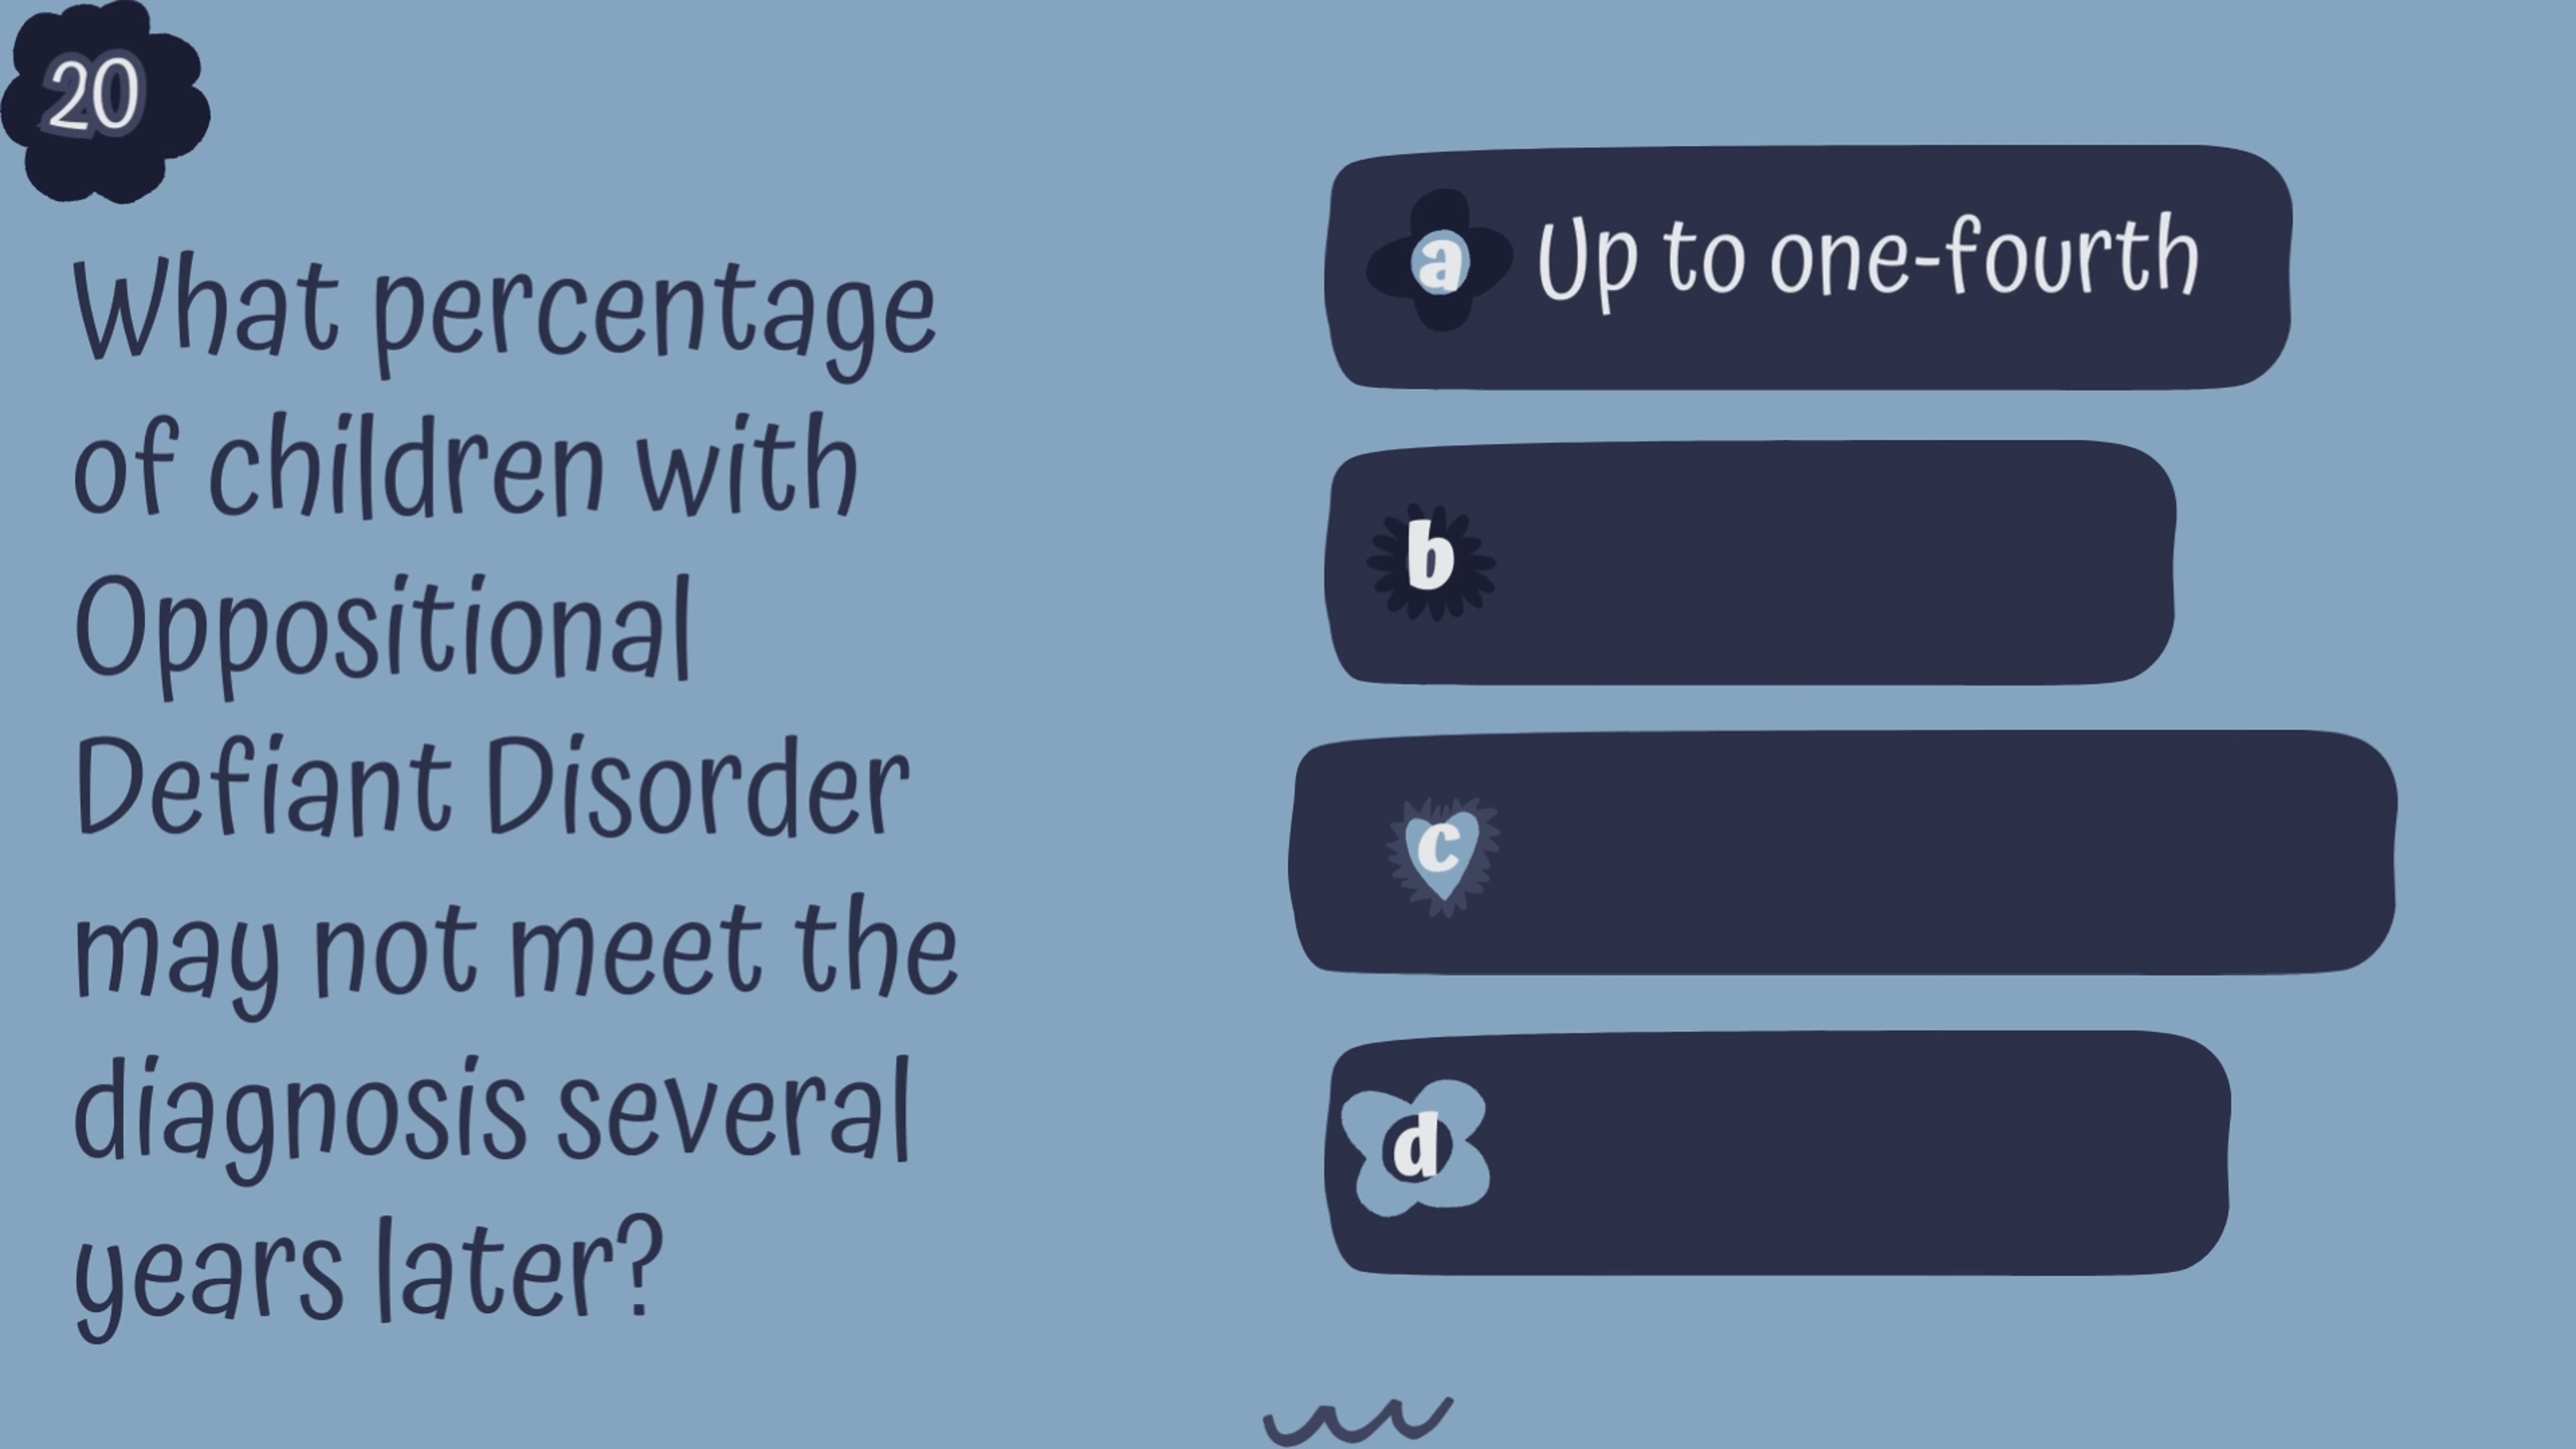 20
What percentage
of children with
Oppositional
Defiant Disorder
may not meet the
diagnosis several
years later?
a Up to one-fourth
b
c
d